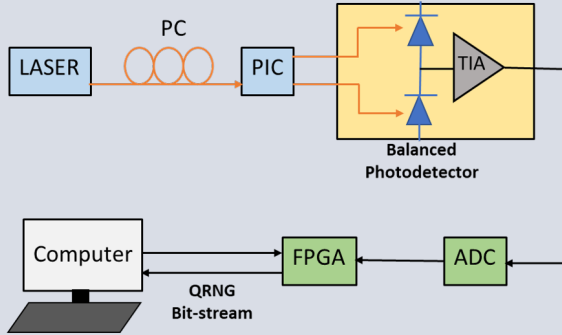 PC
LASER
PIC
TIA
Balanced
Photodetector
Computer
FPGA
ADC
QRNG
Bit-stream